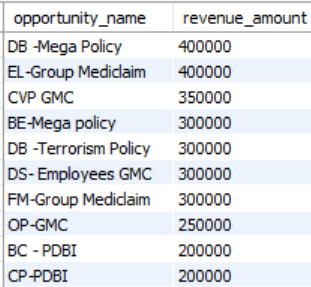 opportunity_name revenue_amount
DB -Mega Policy 400000
EL-Group Mediclaim 400000
CVP GMC 350000
BE-Mega policy 300000
DB -Terrorism Policy 300000
DS- Employees GMC 300000
FM-Group Mediclaim 300000
OP-GMC 250000
BC - PDBI 200000
CP-PDBI 200000